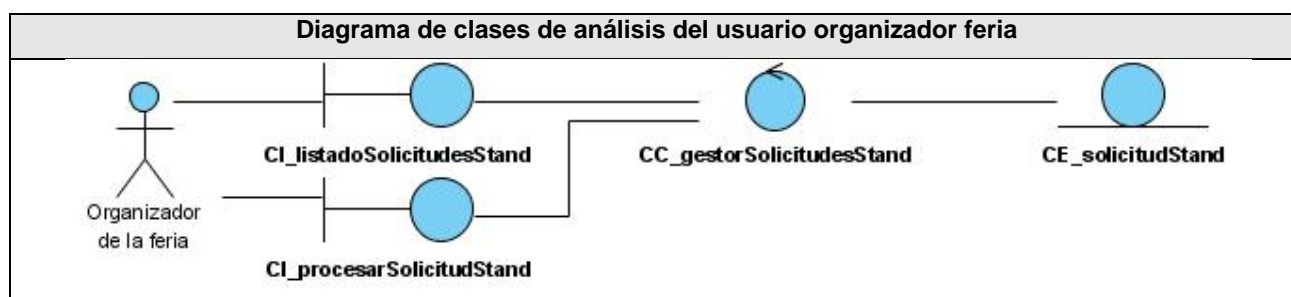 Diagrama de clases de análisis del usuario organizador feria
CI_listadoSolicitudesStand
CC_gestorSolicitudesStand
CE_solicitudStand
Organizador
de la feria
CI_procesarSolicitudStand